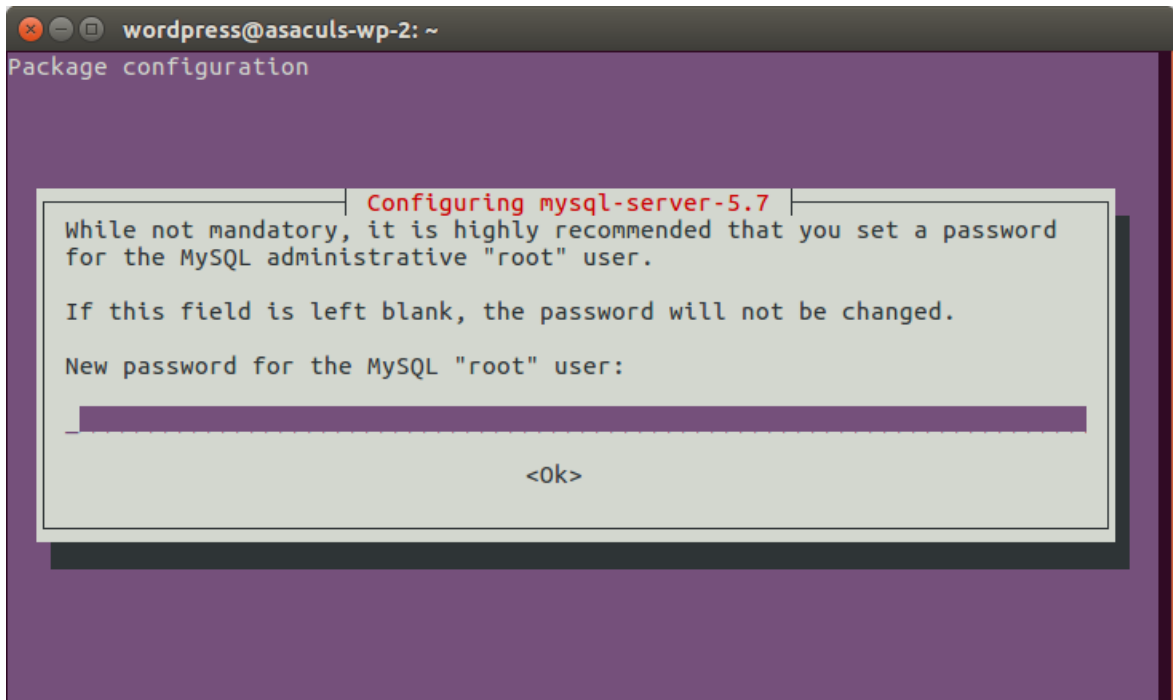 wordpress@asaculs-wp-2: ~
Package configuration
Configuring mysql-server-5.7
While not mandatory, it is highly recommended that you set a password
for the MySQL administrative "root" user.
If this field is left blank, the password will not be changed.
New password for the MySQL "root" user:
<Ok>